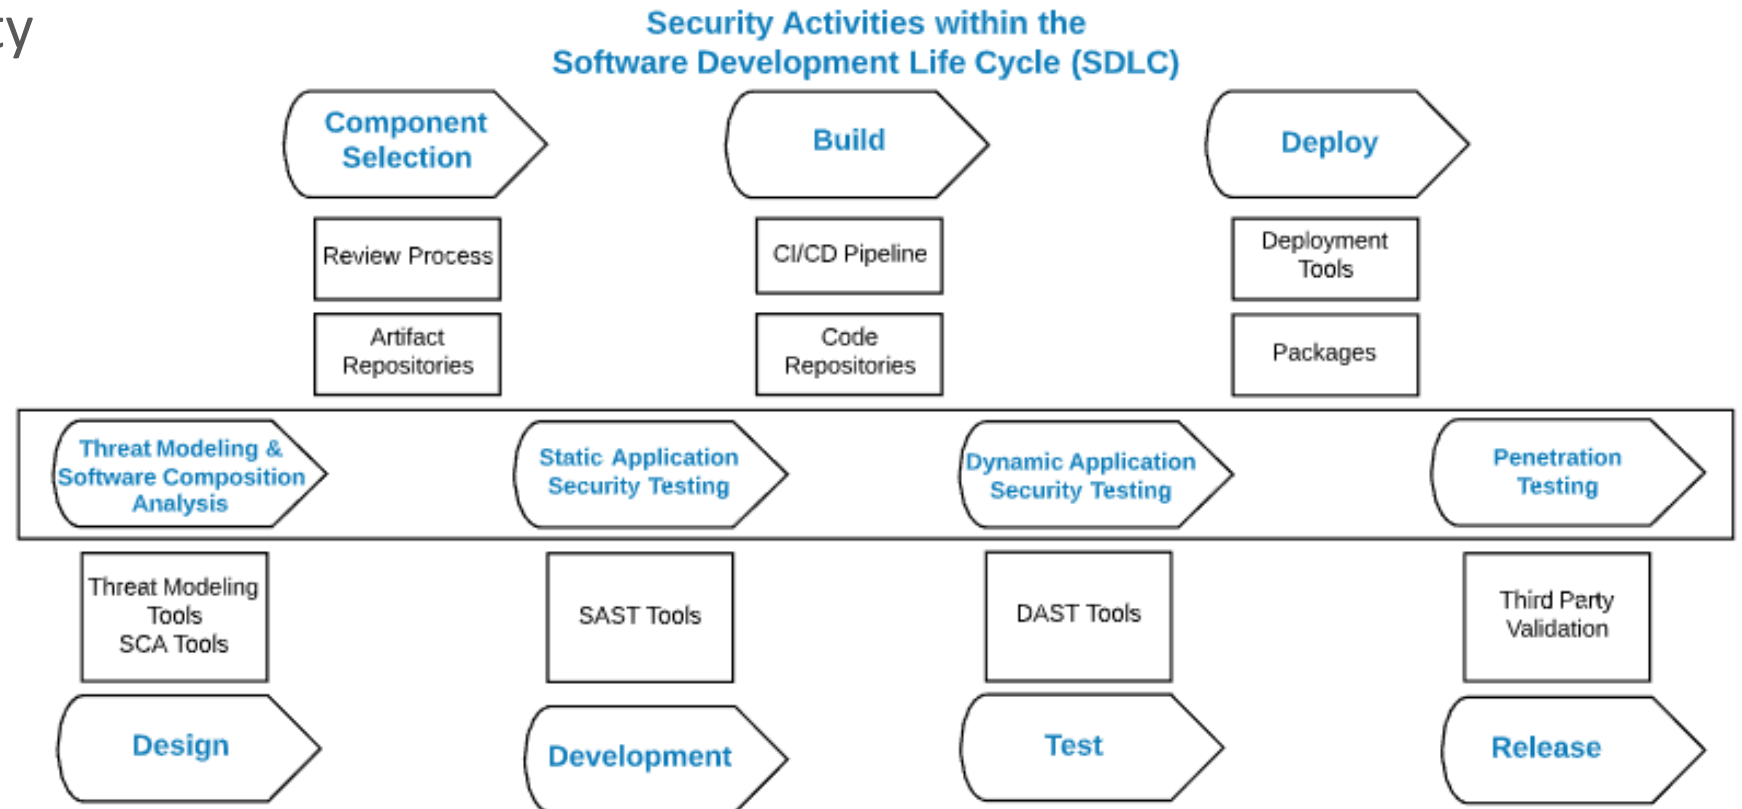 ty
Security Activities within the
Software Development Life Cycle (SDLC)
Component
Selection
Build
Deploy
Review Process
CI/CD Pipeline
Deployment
Tools
Artifact
Repositories
Code
Repositories
Packages
Threat Modeling &
Software Composition
Analysis
Static Application
Security Testing
Dynamic Application
Security Testing
Penetration
Testing
Threat Modeling
Tools
SCA Tools
SAST Tools
DAST Tools
Third Party
Validation
Design
Development
Test
Release